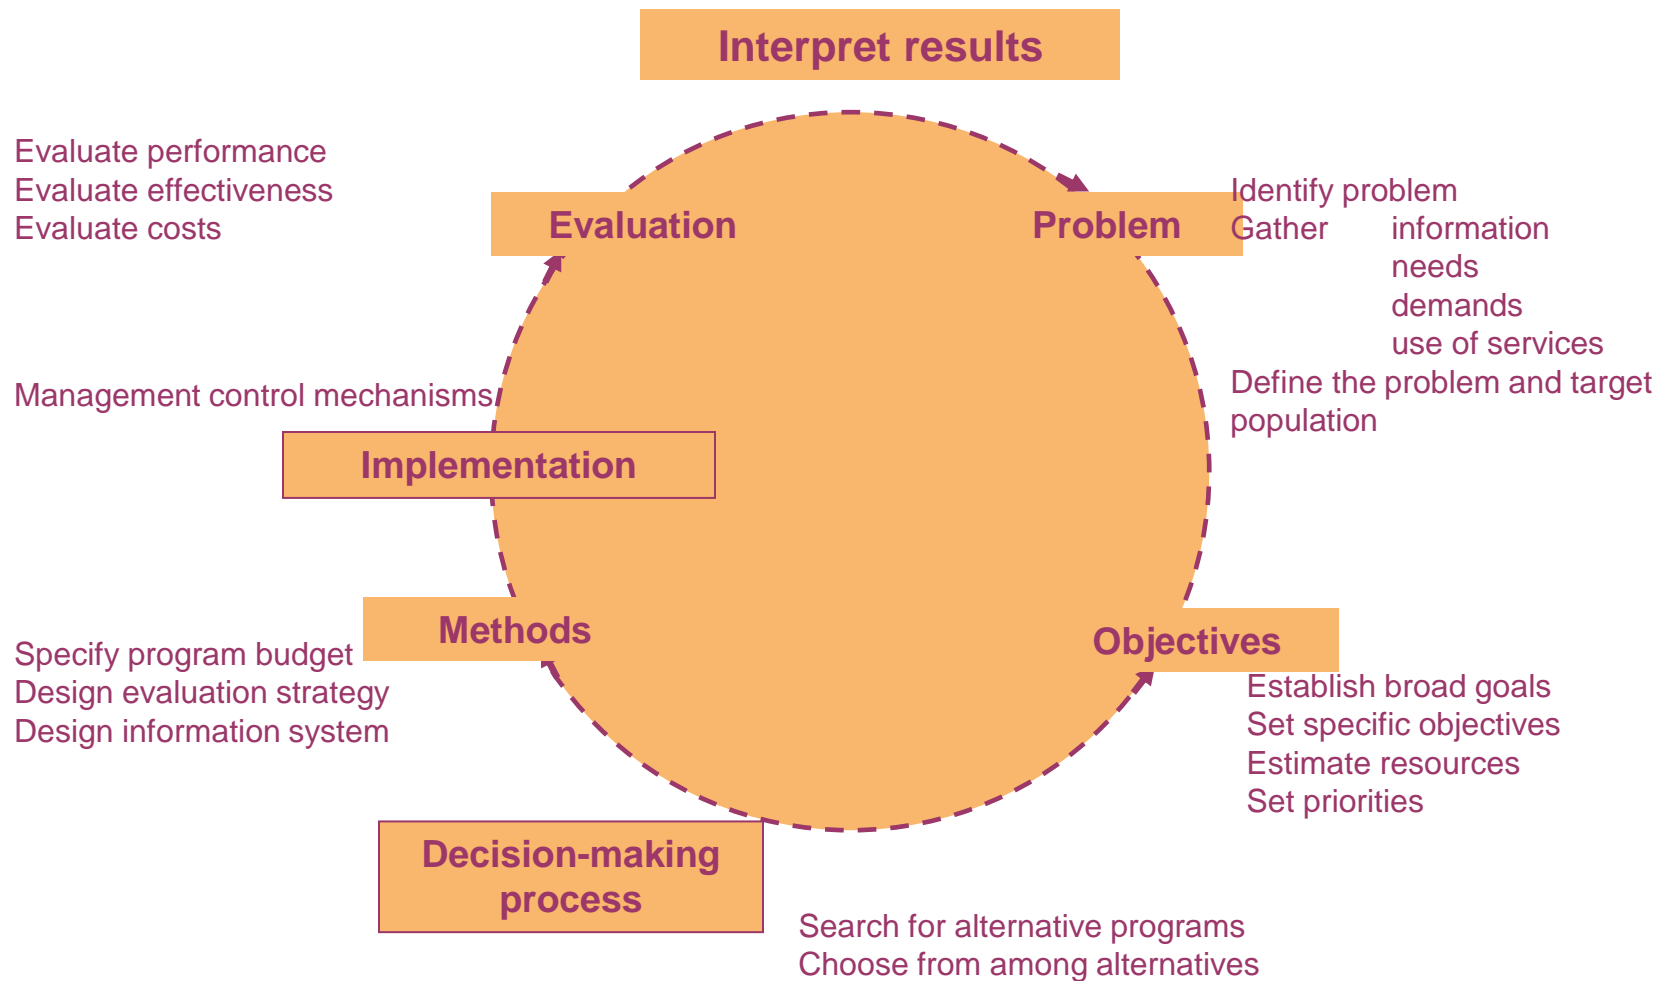 Interpret results
Evaluate performance
Evaluate effectiveness
Evaluate costs
Evaluation
Problem
Identify problem
Gather information
needs
demands
use of services
Define the problem and target
population
Management control mechanisms
Implementation
Methods
Specify program budget
Design evaluation strategy
Design information system
Objectives
Establish broad goals
Set specific objectives
Estimate resources
Set priorities
Decision-making
process
Search for alternative programs
Choose from among alternatives